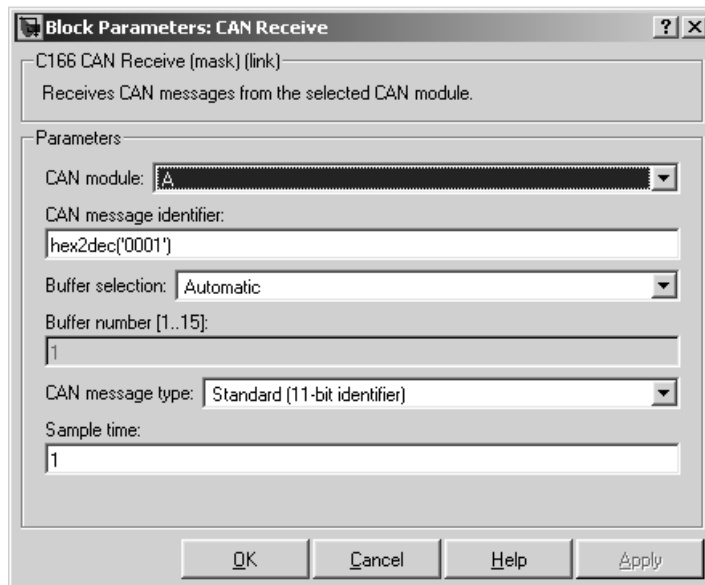 Block Parameters: CAN Receive
C166 CAN Receive (mask) (link)
Receives CAN messages from the selected CAN module.
Parameters
CAN module: A
CAN message identifier:
hex2dec('0001')
Buffer selection: Automatic
Buffer number [1..15]:
1
CAN message type: Standard (11-bit identifier)
Sample time:
1
OK Cancel Help Apply